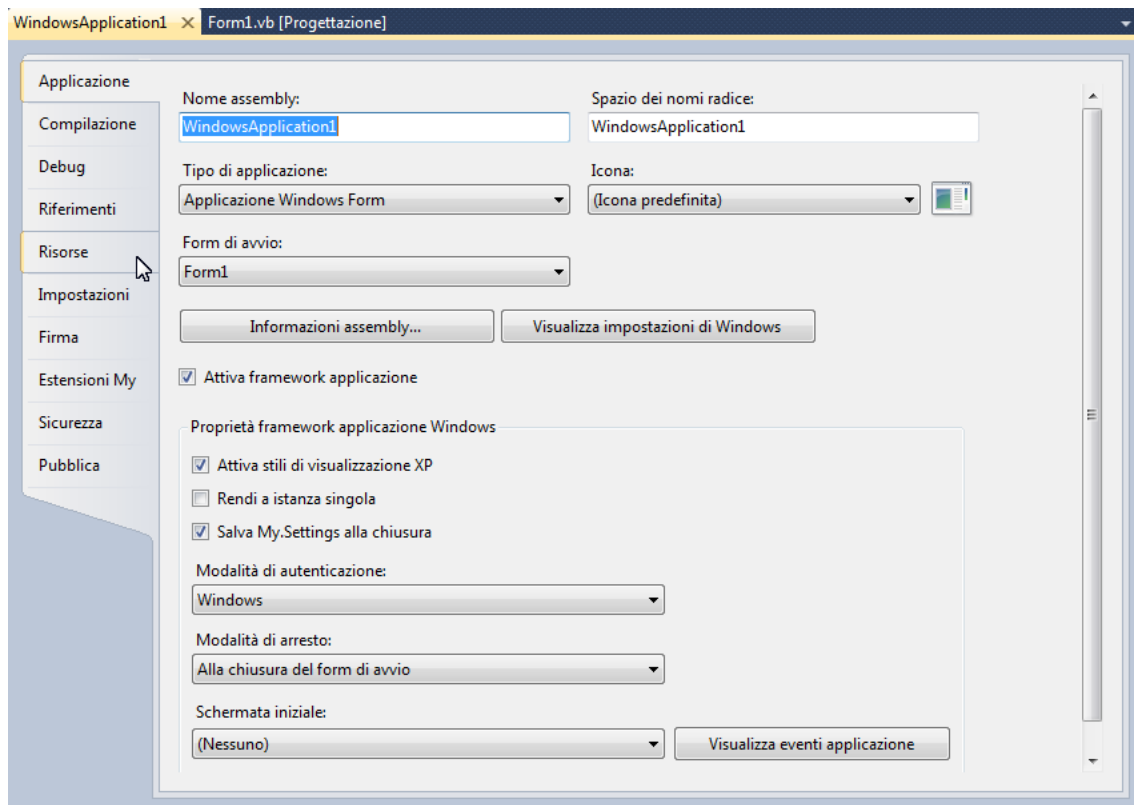 WindowsApplication1 Form1.vb [Progettazione]
Applicazione
Compilazione
Debug
Riferimenti
Risorse
Impostazioni
Firma
Estensioni My
Sicurezza
Pubblica
Nome assembly: Spazio dei nomi radice:
WindowsApplication1 WindowsApplication1
Tipo di applicazione: Icona:
Applicazione Windows Form (Icona predefinita)
Form di avvio:
Form1
Informazioni assembly... Visualizza impostazioni di Windows
Attiva framework applicazione
Proprietà framework applicazione Windows
Attiva stili di visualizzazione XP
Rendi a istanza singola
Salva My.Settings alla chiusura
Modalità di autenticazione:
Windows
Modalità di arresto:
Alla chiusura del form di avvio
Schermata iniziale:
(Nessuno) Visualizza eventi applicazione